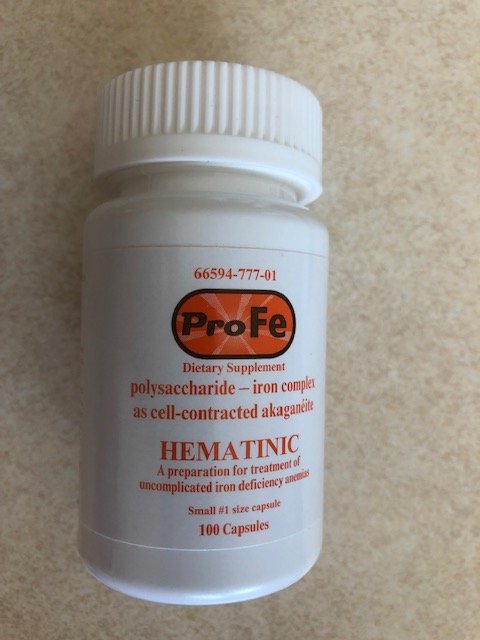 66594-777-01
ProFe
Dietary Supplement
polysaccharide – iron complex
as cell-contracted akaganéite
HEMATINIC
A preparation for treatment of
uncomplicated iron deficiency anemias
Small #1 size capsule
100 Capsules